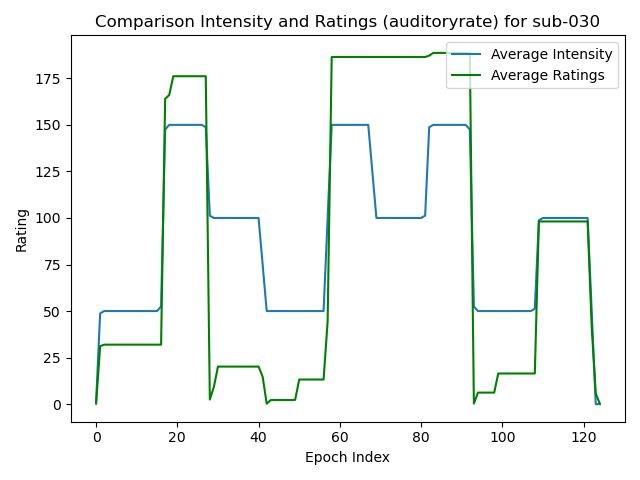 Comparison Intensity and Ratings (auditoryrate) for sub-030
Average Intensity
Average Ratings
Rating
175
150
125
100
75
50
25
0
0 20 40 60 80 100 120
Epoch Index